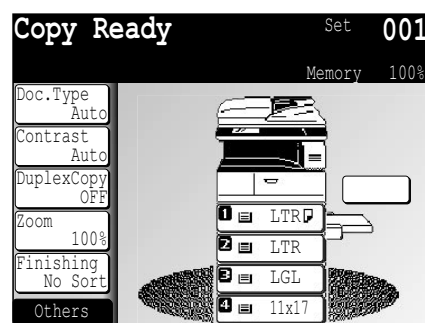 Copy Ready
Set 001
Memory 100%
Doc.Type
Auto
Contrast
Auto
DuplexCopy
OFF
Zoom
100%
Finishing
No Sort
Others
1 LTR
2 LTR
3 LGL
4 11x17